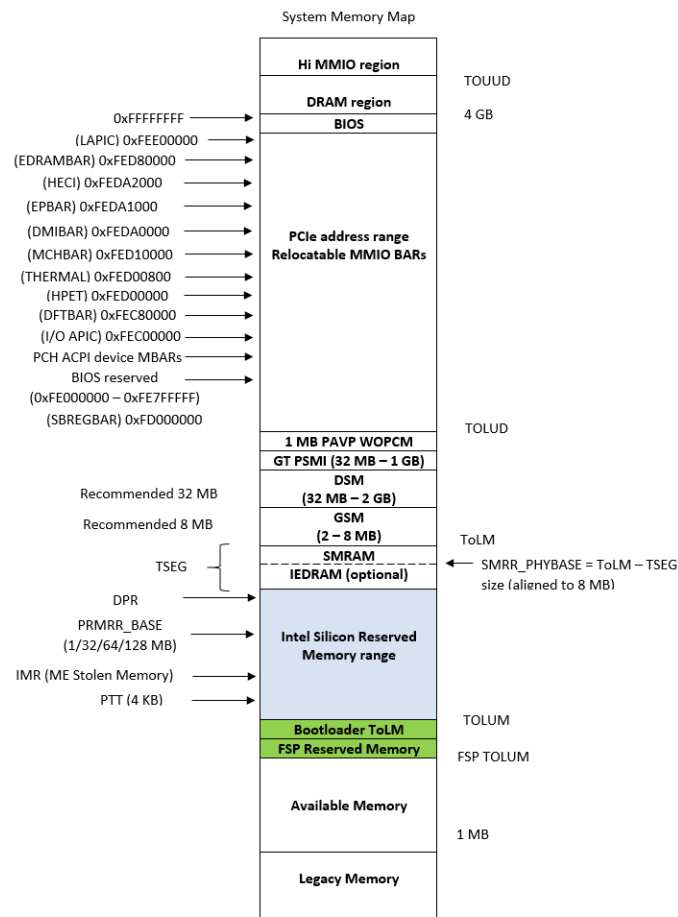 System Memory Map
Hi MMIO region
TOUUD
DRAM region
0xFFFFFFFF
4 GB
BIOS
(LAPIC) 0xFEE00000
(EDRAMBAR) 0xFED80000
(HECI) 0xFEDA2000
(EPBAR) 0xFEDA1000
(DMIBAR) 0xFEDA0000
PCIe address range
Relocatable MMIO BARs
(MCHBAR) 0xFED10000
(THERMAL) 0xFED00800
(HPET) 0xFED00000
(DFTBAR) 0xFEC80000
(I/O APIC) 0xFEC00000
PCH ACPI device MBARs
BIOS reserved
(0xFE000000 – 0xFE7FFFFF)
(SBREGBAR) 0xFD000000
TOLUD
1 MB PAVP WOPCM
GT PSMI (32 MB – 1 GB)
DSM
(32 MB – 2 GB)
Recommended 32 MB
GSM
(2 – 8 MB)
Recommended 8 MB
ToLM
SMRAM
TSEG
IEDRAM (optional)
SMRR_PHYBASE = ToLM – TSEG
size (aligned to 8 MB)
DPR
PRMRR_BASE
(1/32/64/128 MB)
Intel Silicon Reserved
Memory range
IMR (ME Stolen Memory)
PTT (4 KB)
TOLUM
Bootloader ToLM
FSP Reserved Memory
FSP TOLUM
Available Memory
1 MB
Legacy Memory